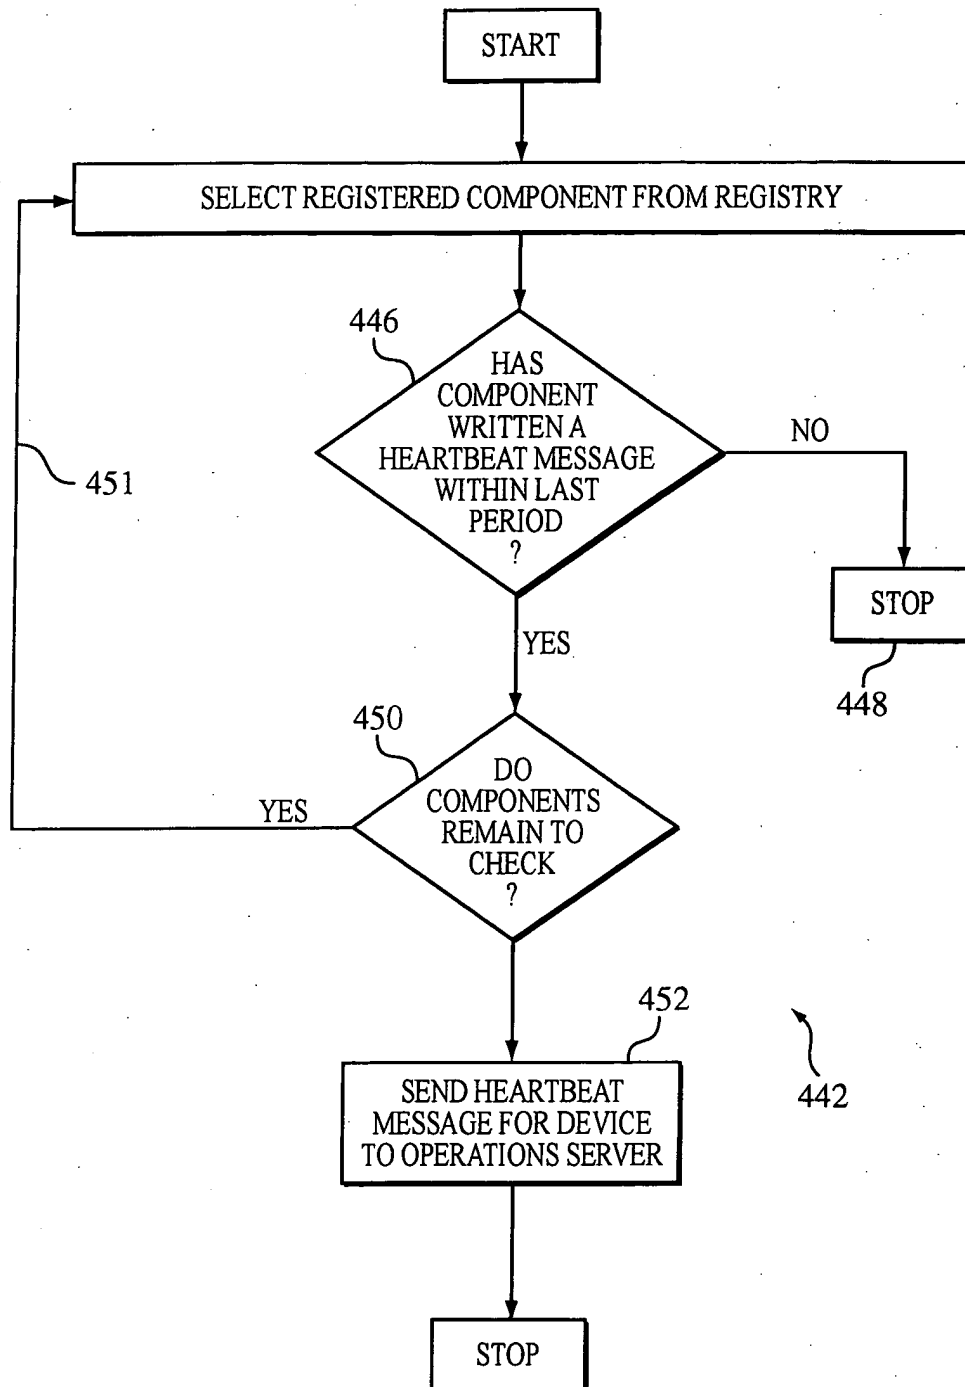 START
SELECT REGISTERED COMPONENT FROM REGISTRY
446
HAS
COMPONENT
WRITTEN A
HEARTBEAT MESSAGE
WITHIN LAST
PERIOD
?
NO
451
STOP
448
YES
450
DO
COMPONENTS
REMAIN TO
CHECK
?
YES
452
SEND HEARTBEAT
MESSAGE FOR DEVICE
TO OPERATIONS SERVER
442
STOP